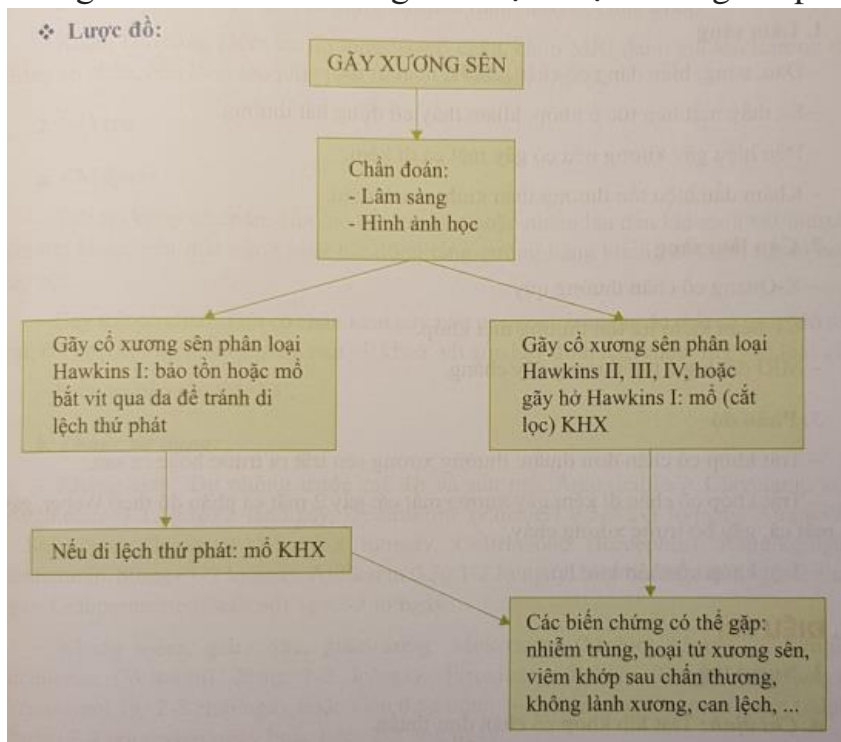 ❖ Lược đồ:
GÃY XƯƠNG SÊN
Chẩn đoán:
- Lâm sàng
- Hình ảnh học
Gãy cổ xương sên phân loại
Hawkins I: bảo tồn hoặc mổ
bắt vít qua da để tránh di
lệch thứ phát
Gãy cổ xương sên phân loại
Hawkins II, III, IV, hoặc
gãy hở Hawkins I: mổ (cắt
lọc) KHX
Nếu di lệch thứ phát: mổ KHX
Các biến chứng có thể gặp:
nhiễm trùng, hoại tử xương sên,
viêm khớp sau chấn thương,
không lành xương, can lệch, ...